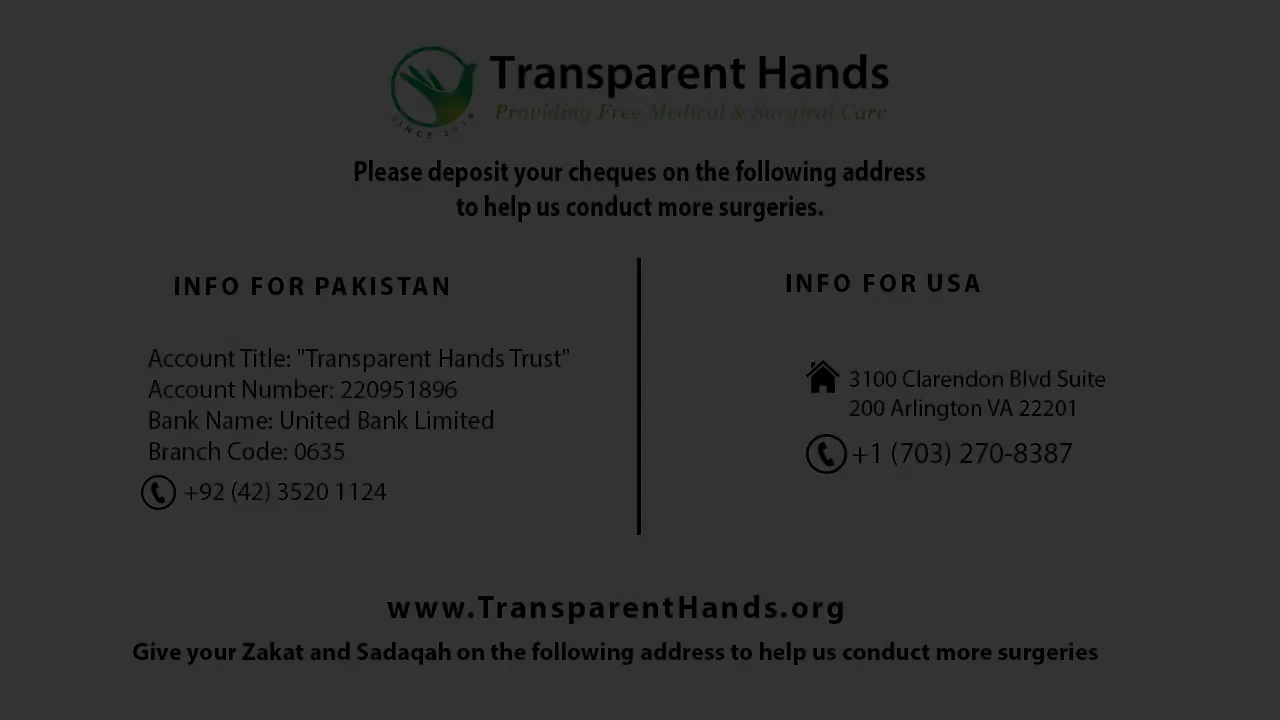 Transparent Hands
Providing Free Medical & Surgical Care
SINCE 2014
Please deposit your cheques on the following address
to help us conduct more surgeries.
INFO FOR PAKISTAN
Account Title: "Transparent Hands Trust"
Account Number: 220951896
Bank Name: United Bank Limited
Branch Code: 0635
+92 (42) 3520 1124
INFO FOR USA
3100 Clarendon Blvd Suite
200 Arlington VA 22201
+1 (703) 270-8387
www.TransparentHands.org
Give your Zakat and Sadaqah on the following address to help us conduct more surgeries